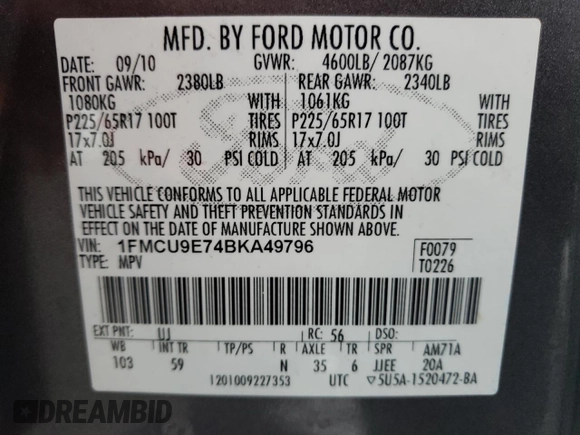 MFD. BY FORD MOTOR CO.
DATE: 09/10 GVWR: 4600LB/ 2087KG
FRONT GAWR: 2380LB REAR GAWR: 2340LB
1080KG WITH 1061KG WITH
P225/65R17 100T TIRES P225/65R17 100T TIRES
17x7.0J RIMS 17x7.0J RIMS
AT 205 kPa/ 30 PSI COLD AT 205 kPa/ 30 PSI COLD
THIS VEHICLE CONFORMS TO ALL APPLICABLE FEDERAL MOTOR
VEHICLE SAFETY AND THEFT PREVENTION STANDARDS IN
EFFECT ON THE DATE OF MANUFACTURE SHOWN ABOVE.
VIN: 1FMCU9E74BKA49796 F0079
TYPE: MPV T0226
EXT PNT: UJ RC: 56 DSO:
WB INT TR TP/PS R AXLE TR SPR AM71A
103 59 N 35 6 JJEE 20A
1201009227353 UTC ▽5U5A-1520472-BA
Ford
DREAMBID